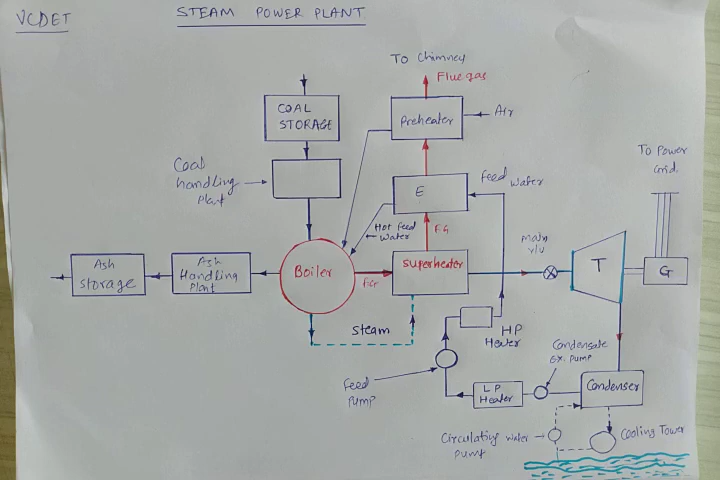 VCDET
STEAM POWER PLANT
TO Chimney
Flue gas
COAL
STORAGE
Preheater
Air
TO Power
Grid
Coal
handling
Plant
E
Feed Water
Hot Feed
Water
F.G
Main
v/v
Ash
Storage
Ash
Handling
Plant
Boiler
F.G
Superheater
T
G
Steam
HP
Heater
Condensate
Ex. Pump
Feed
Pump
LP
Heater
Condenser
Circulating Water
Pump
Cooling Tower